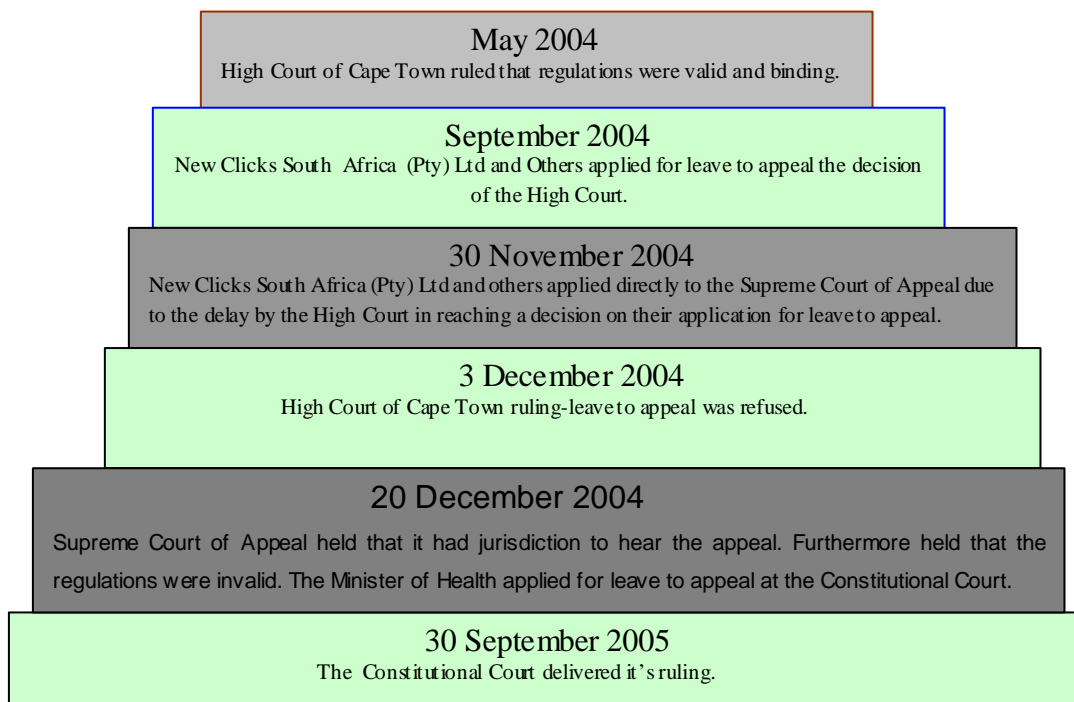 May 2004
High Court of Cape Town ruled that regulations were valid and binding.
September 2004
New Clicks South Africa (Pty) Ltd and Others applied for leave to appeal the decision
of the High Court.
30 November 2004
New Clicks South Africa (Pty) Ltd and others applied directly to the Supreme Court of Appeal due
to the delay by the High Court in reaching a decision on their application for leave to appeal.
3 December 2004
High Court of Cape Town ruling-leave to appeal was refused.
20 December 2004
Supreme Court of Appeal held that it had jurisdiction to hear the appeal. Furthermore held that the
regulations were invalid. The Minister of Health applied for leave to appeal at the Constitutional Court.
30 September 2005
The Constitutional Court delivered it's ruling.